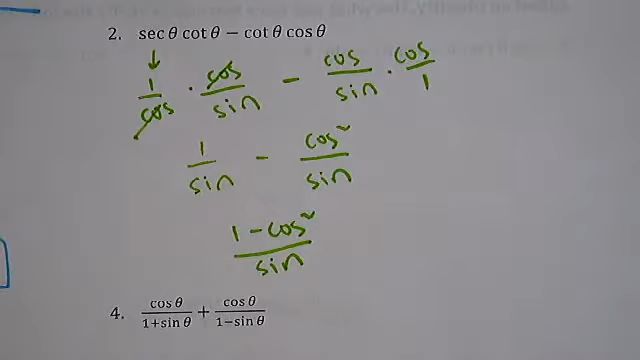 2. sec θ cot θ − cot θ cos θ
1/cos · cos/sin − cos/sin · cos/1
1/sin − cos²/sin
1 − cos²/sin
4. cos θ/1+sin θ + cos θ/1−sin θ